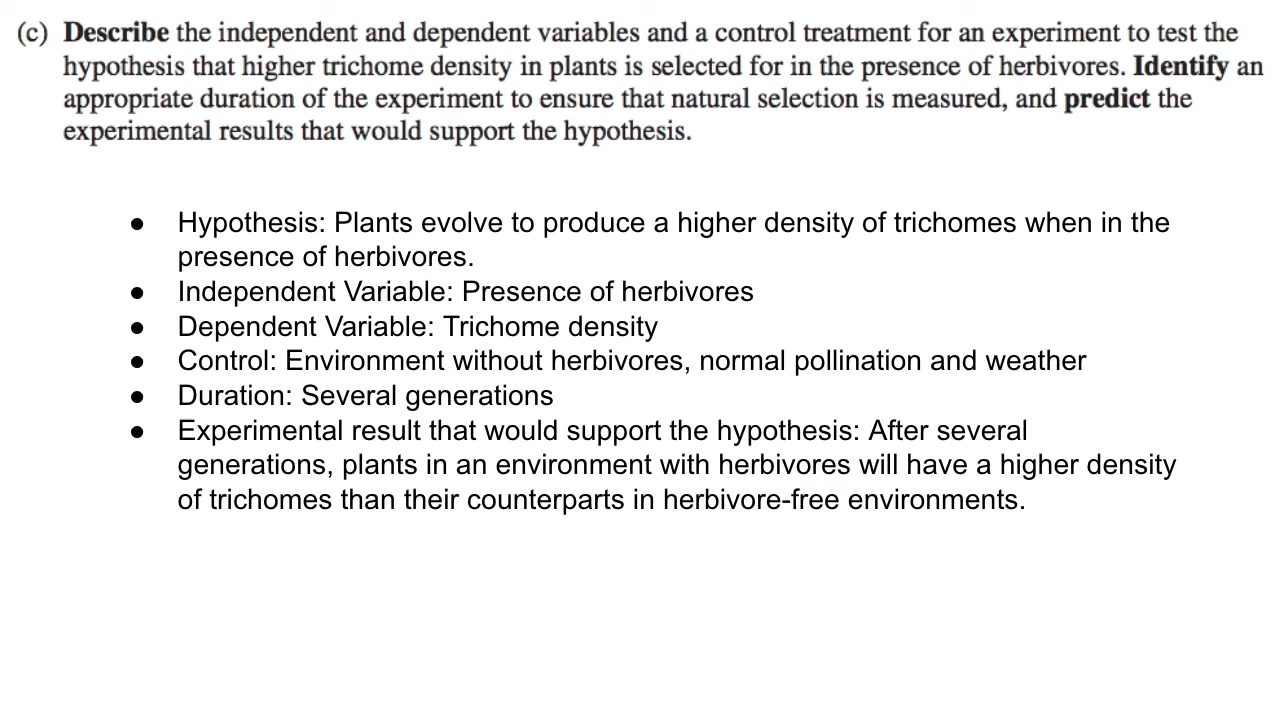 (c) Describe the independent and dependent variables and a control treatment for an experiment to test the
hypothesis that higher trichome density in plants is selected for in the presence of herbivores. Identify an
appropriate duration of the experiment to ensure that natural selection is measured, and predict the
experimental results that would support the hypothesis.
● Hypothesis: Plants evolve to produce a higher density of trichomes when in the
presence of herbivores.
● Independent Variable: Presence of herbivores
● Dependent Variable: Trichome density
● Control: Environment without herbivores, normal pollination and weather
● Duration: Several generations
● Experimental result that would support the hypothesis: After several
generations, plants in an environment with herbivores will have a higher density
of trichomes than their counterparts in herbivore-free environments.